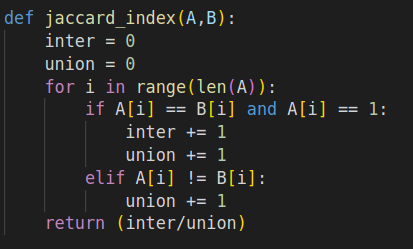 def jaccard_index(A,B):
    inter = 0
    union = 0
    for i in range(len(A)):
        if A[i] == B[i] and A[i] == 1:
            inter += 1
            union += 1
        elif A[i] != B[i]:
            union += 1
    return (inter/union)